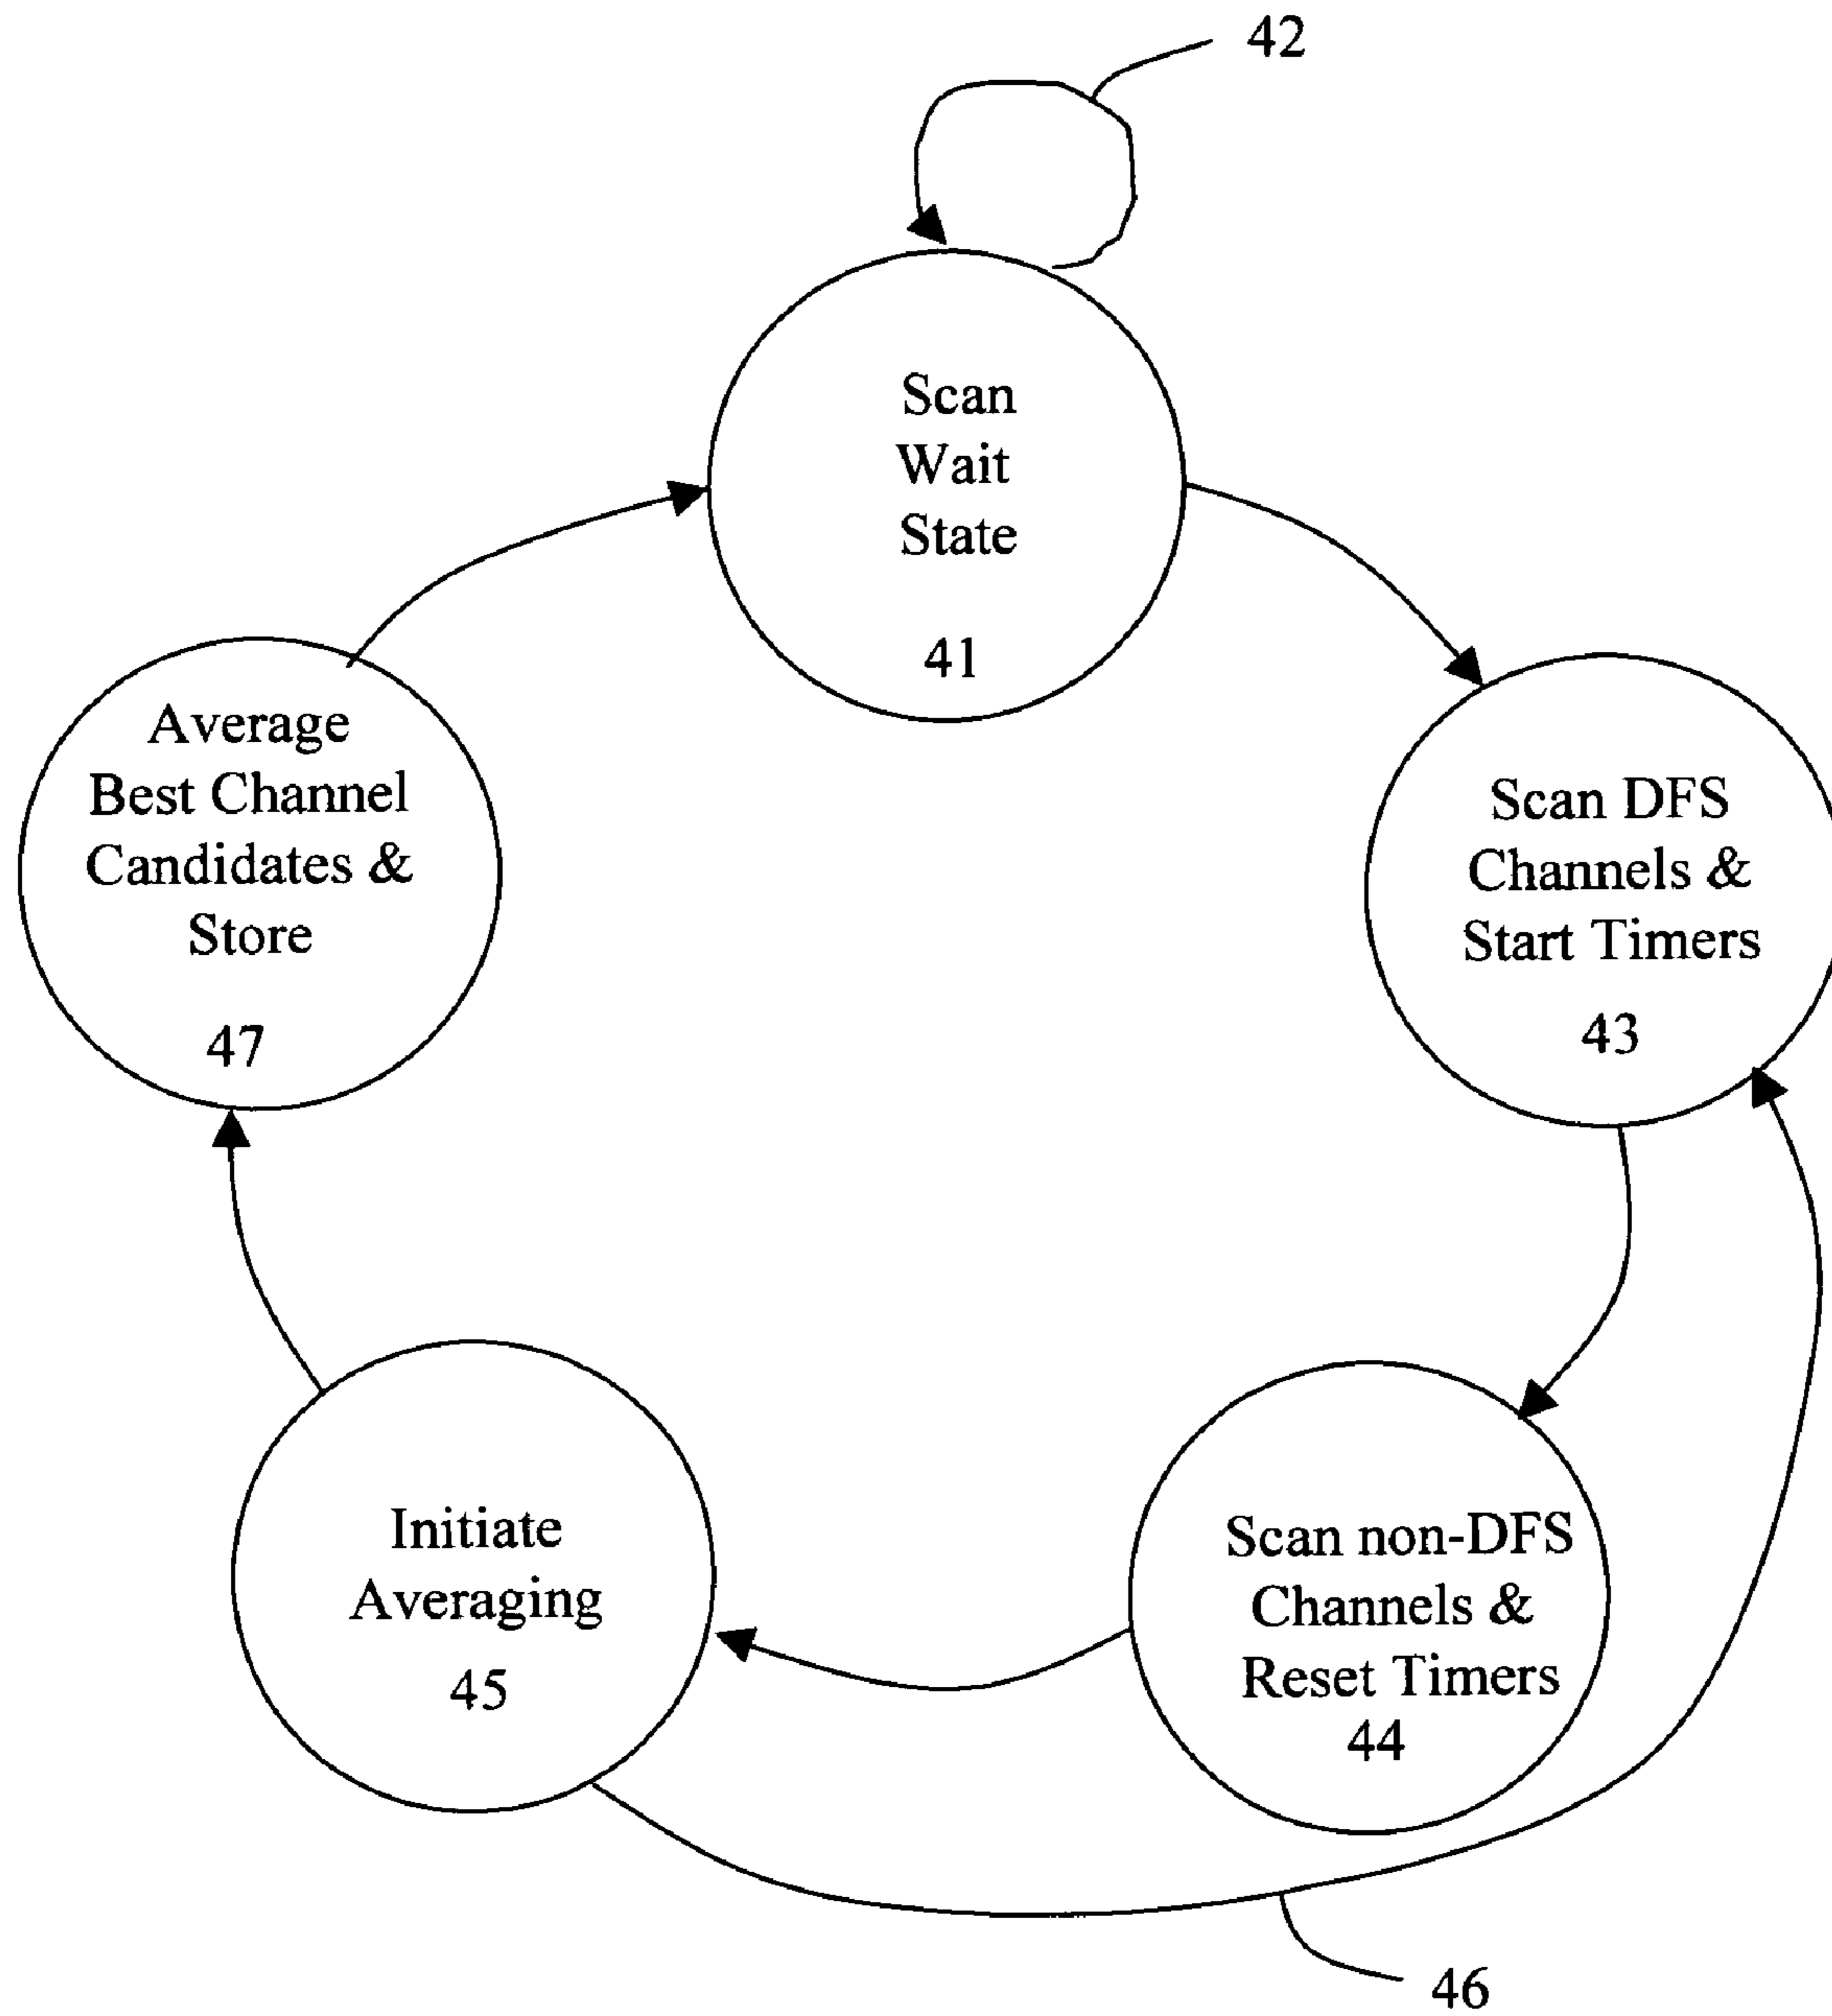 42
Scan
Wait
State
41
Average
Best Channel
Candidates &
Store
47
Scan DFS
Channels &
Start Timers
43
Initiate
Averaging
45
Scan non-DFS
Channels &
Reset Timers
44
46